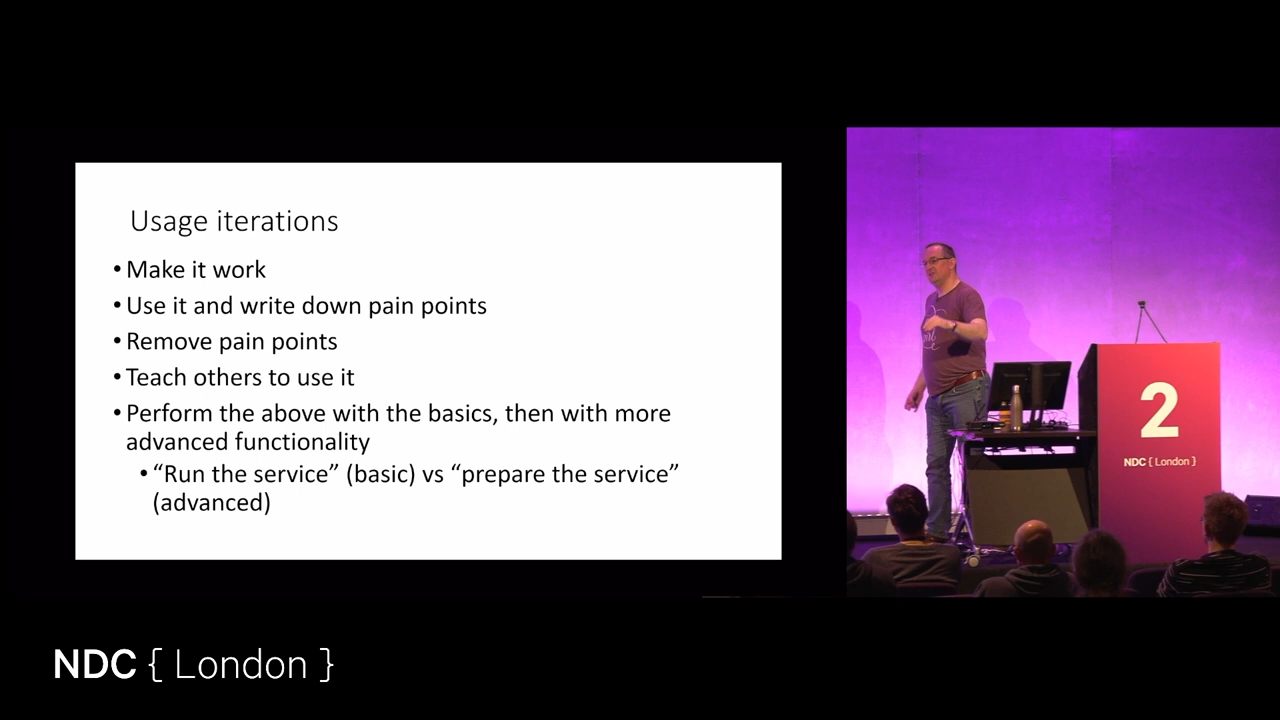 Usage iterations
• Make it work
• Use it and write down pain points
• Remove pain points
• Teach others to use it
• Perform the above with the basics, then with more
advanced functionality
• “Run the service” (basic) vs “prepare the service”
(advanced)
2
NDC { London }
NDC { London }